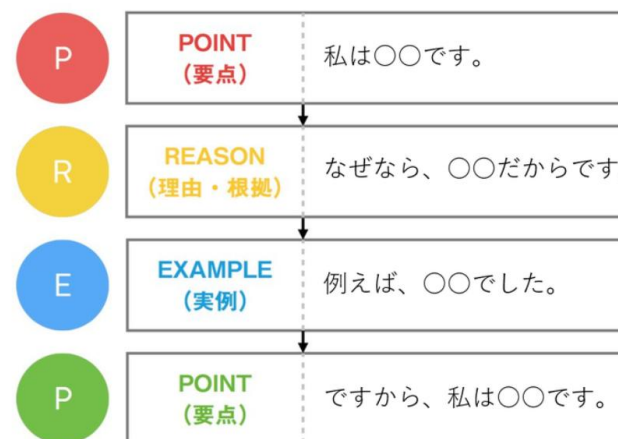 P
POINT
(要点)
私は○○です。
R
REASON
(理由・根拠)
なぜなら、○○だからです
E
EXAMPLE
(実例)
例えば、○○でした。
P
POINT
(要点)
ですから、私は○○です。